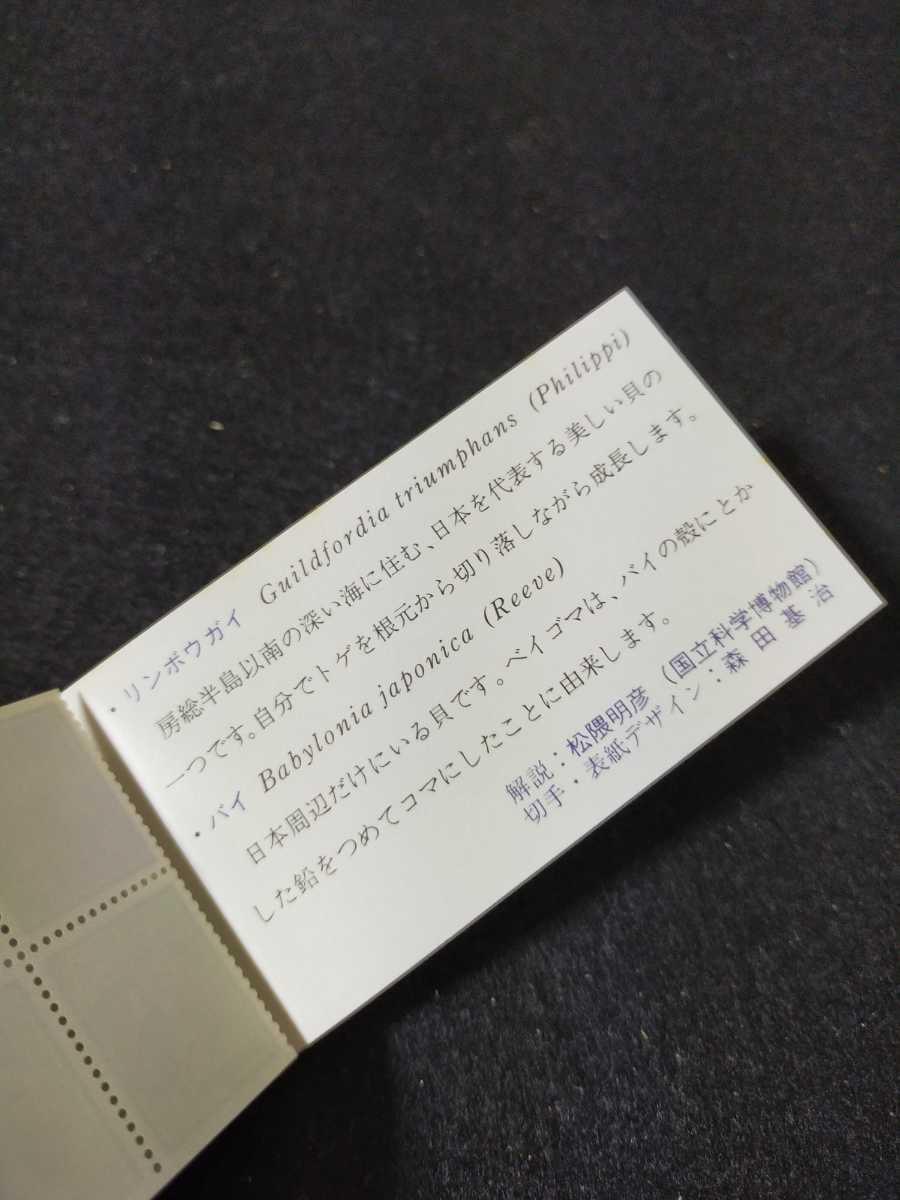 ・リンボウガイ Guildfordia triumphans (Philippi)
房総半島以南の深い海に住む、日本を代表する美しい貝の
一つです。自分でトゲを根元から切り落しながら成長します。
・バイ Babylonia japonica (Reeve)
日本周辺だけにいる貝です。ベイゴマは、バイの殻にとか
した鉛をつめてコマにしたことに由来します。
解説：松隈明彦（国立科学博物館）
切手・表紙デザイン：森田基治